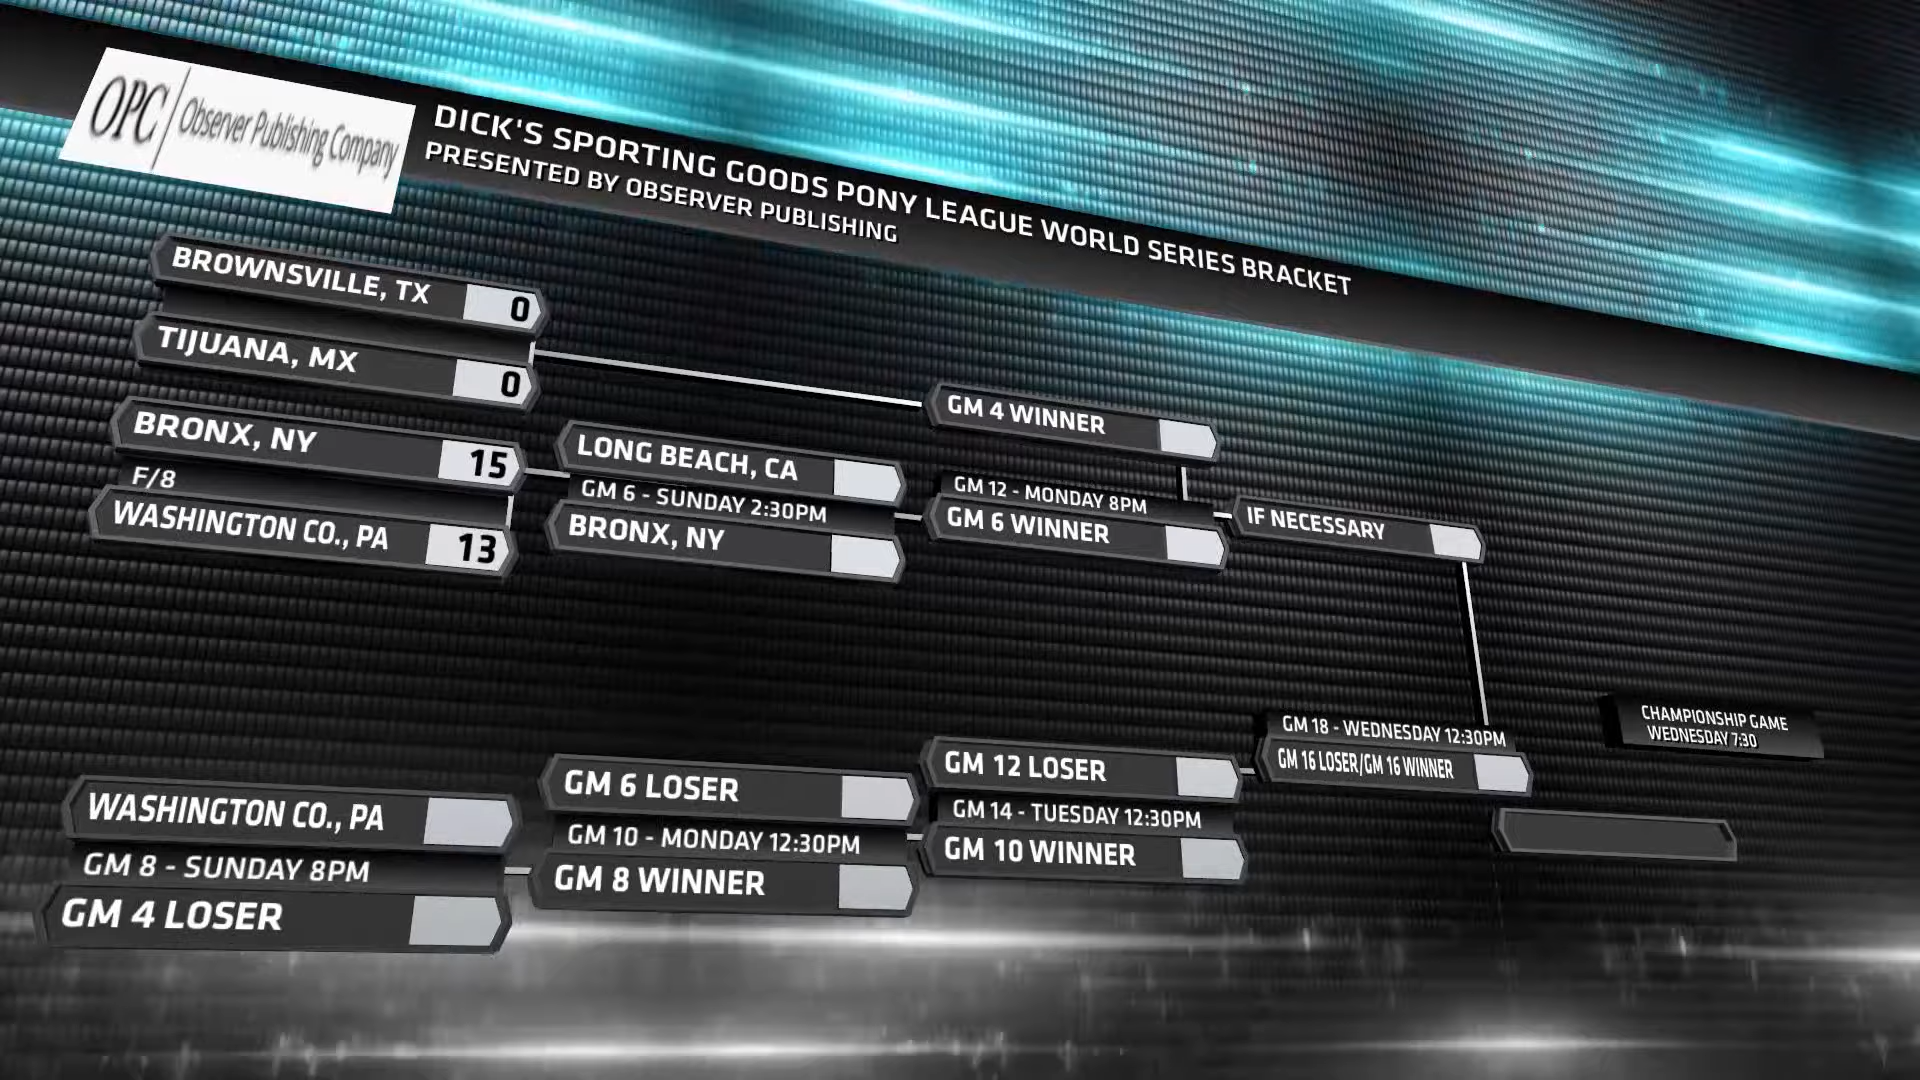 OPC Observer Publishing Company
DICK'S SPORTING GOODS PONY LEAGUE WORLD SERIES BRACKET
PRESENTED BY OBSERVER PUBLISHING
BROWNSVILLE, TX 0
TIJUANA, MX 0
BRONX, NY 15
F/8
WASHINGTON CO., PA 13
LONG BEACH, CA
GM 6 - SUNDAY 2:30PM
BRONX, NY
GM 4 WINNER
GM 12 - MONDAY 8PM
GM 6 WINNER
IF NECESSARY
WASHINGTON CO., PA
GM 8 - SUNDAY 8PM
GM 4 LOSER
GM 6 LOSER
GM 10 - MONDAY 12:30PM
GM 8 WINNER
GM 12 LOSER
GM 14 - TUESDAY 12:30PM
GM 10 WINNER
GM 18 - WEDNESDAY 12:30PM
GM 16 LOSER/GM 16 WINNER
CHAMPIONSHIP GAME
WEDNESDAY 7:30